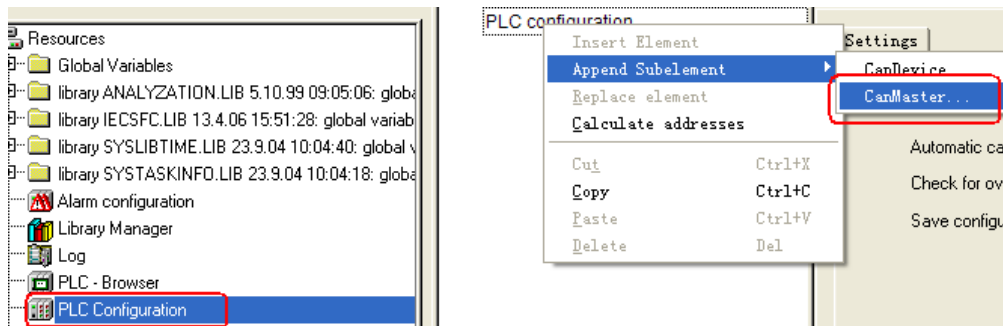 Resources
Global Variables
library ANALYZATION.LIB 5.10.99 09:05:06: globa
library IECSFC.LIB 13.4.06 15:51:28: global variab
library SYSLIBTIME.LIB 23.9.04 10:04:40: global v
library SYSTASKINFO.LIB 23.9.04 10:04:18: globa
Alarm configuration
Library Manager
Log
PLC - Browser
PLC Configuration
PLC configuration
Insert Element
Append Subelement
Replace element
Calculate addresses
Cut Ctrl+X
Copy Ctrl+C
Paste Ctrl+V
Delete Del
Settings
CanDevice
CanMaster...
Automatic ca
Check for ov
Save configu